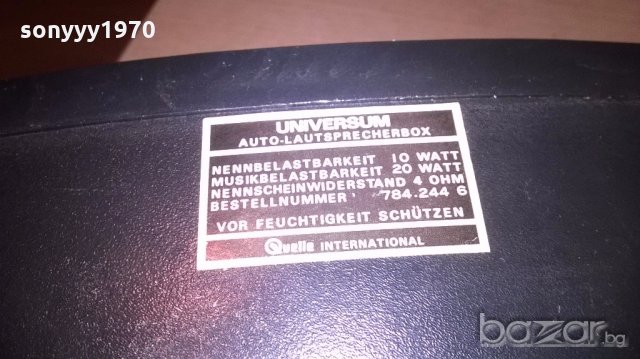 sonyyy1970
UNIVERSUM
AUTO-LAUTSPRECHERBOX
NENNBELASTBARKEIT 10 WATT
MUSIKBELASTBARKEIT 20 WATT
NENNSCHEINWIDERSTAND 4 OHM
BESTELLNUMMER 784.244 6
VOR FEUCHTIGKEIT SCHÜTZEN
Quelle INTERNATIONAL
bazar.bg